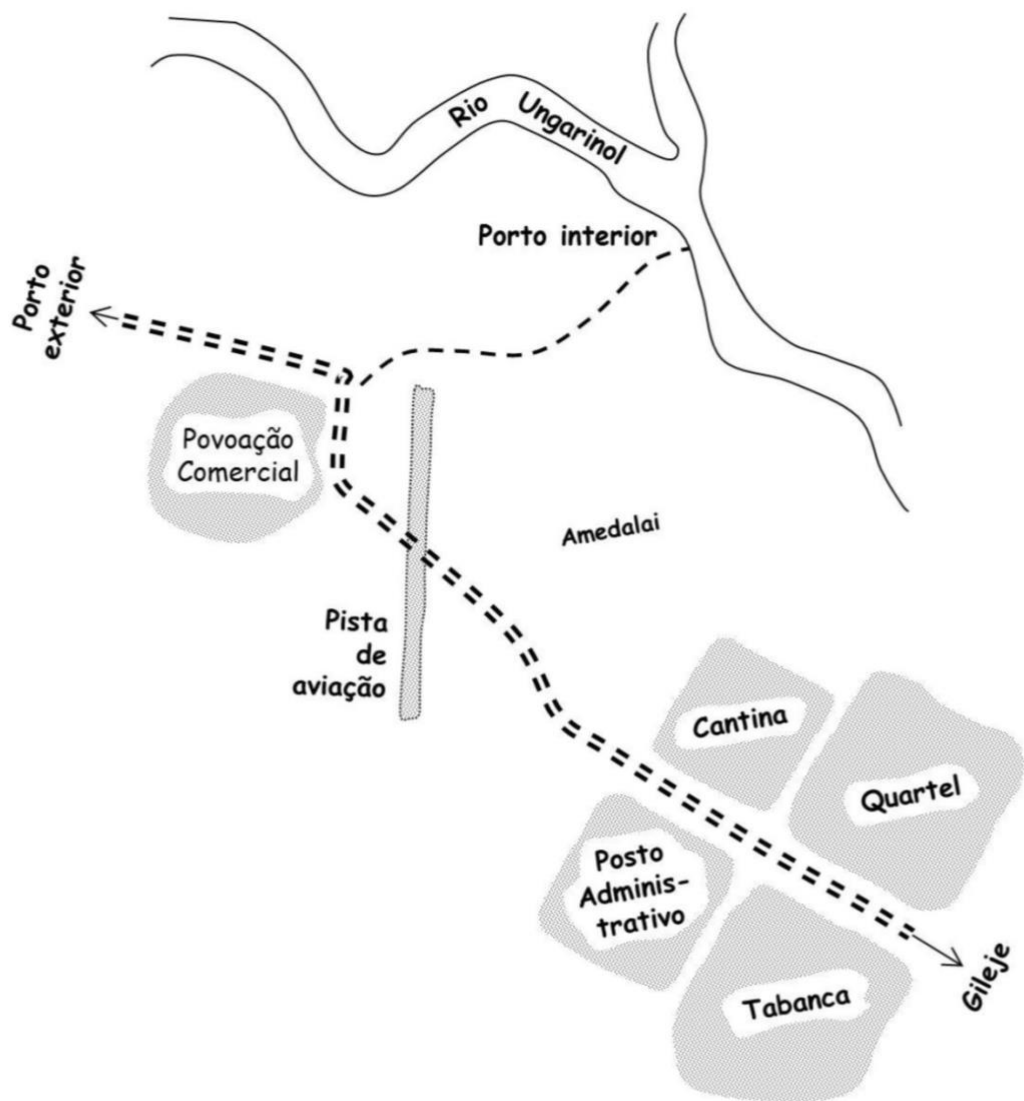 Rio Ungarinol
Porto interior
Porto
exterior
Povoação
Comercial
Amedalai
Pista
de
aviação
Cantina
Quartel
Posto
Adminis-
trativo
Tabanca
Gileje